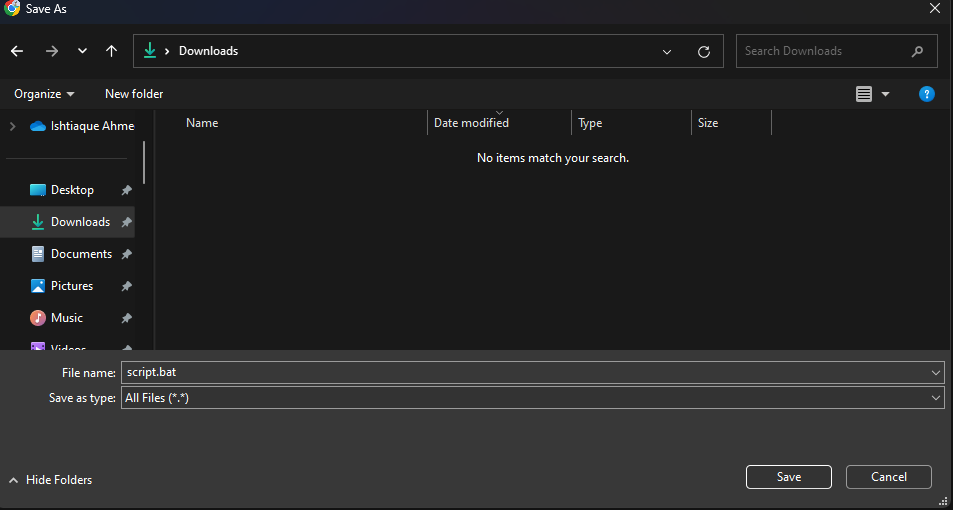 Save As
Downloads
Search Downloads
Organize
New folder
Ishtiaque Ahme
Name
Date modified
Type
Size
No items match your search.
Desktop
Downloads
Documents
Pictures
Music
Videos
File name:
script.bat
Save as type:
All Files (*.*)
Hide Folders
Save
Cancel